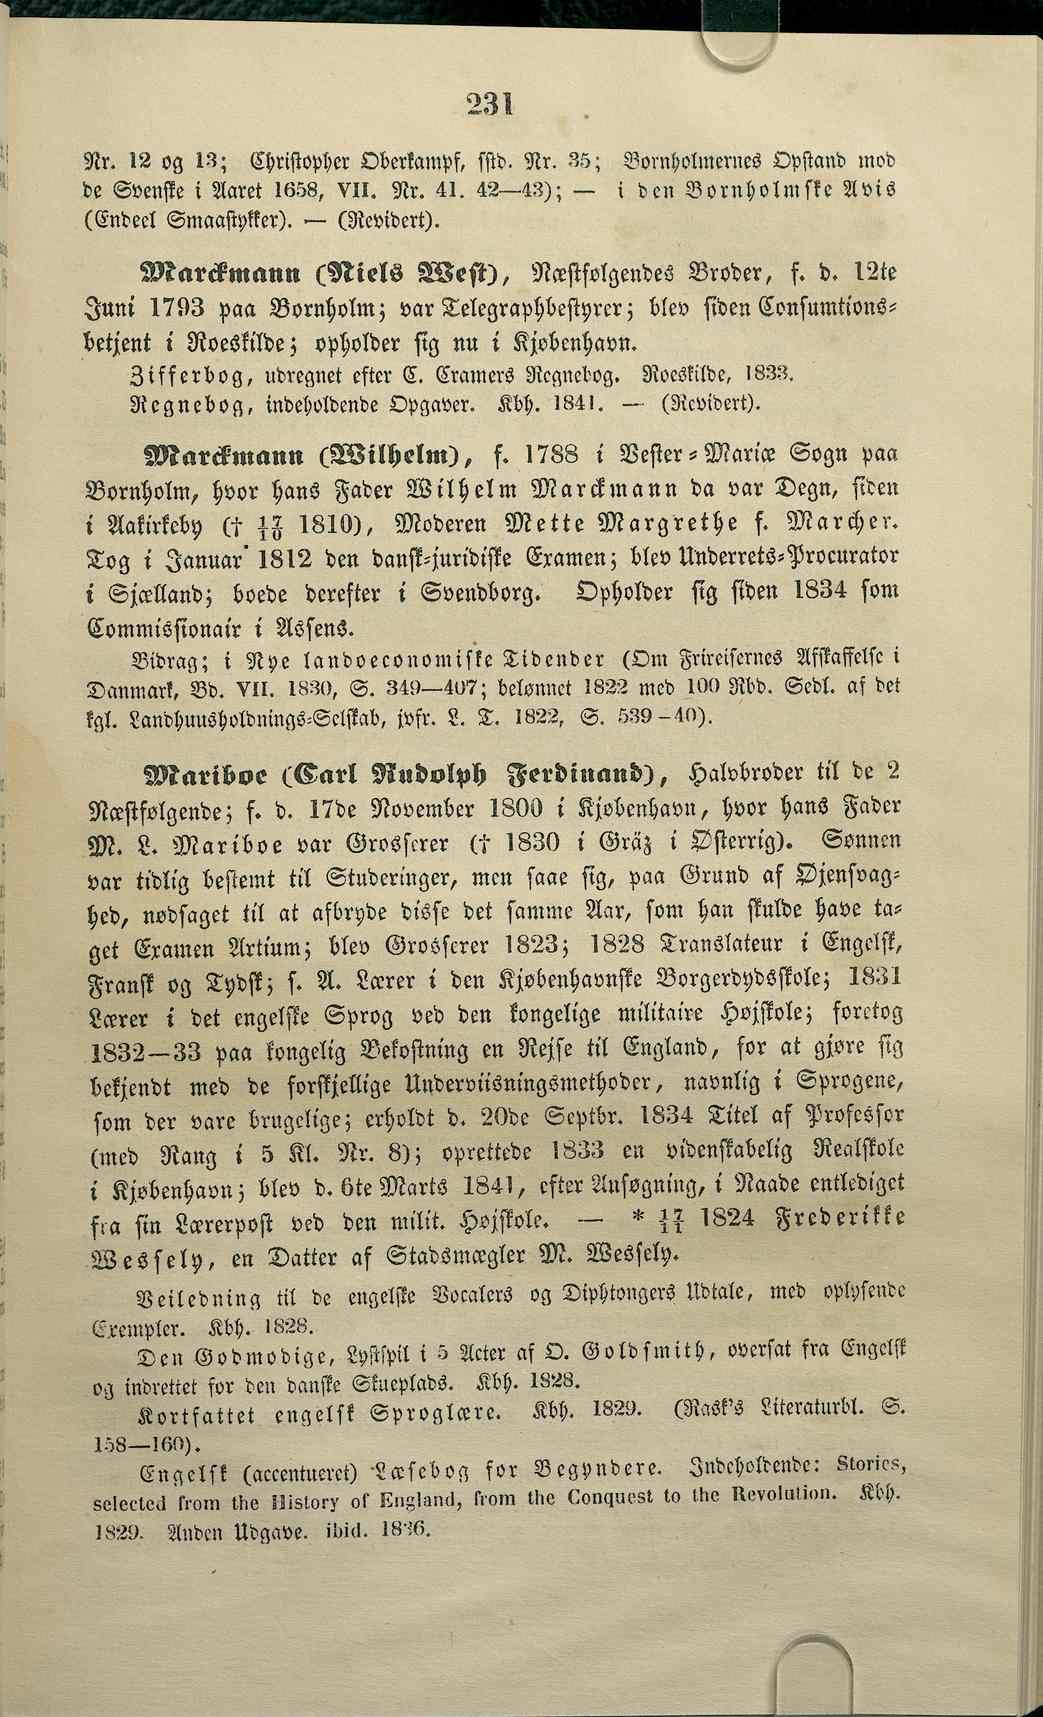 231
Nr. 12 og 13; Christopher Oberkampf, sstd. Nr. 35; Bornholmernes Opstand mod
de Svenske i Aaret 1658, VII. Nr. 41. 42—43); — i den Bornholmske Avis
(Endeel Smaastykker). — (Revidert).
Marckmann (Niels West), Næstfølgendes Broder, f. d. 12te
Juni 1793 paa Bornholm; var Telegraphbestyrer; blev siden Consumtions-
betjent i Roeskilde; opholder sig nu i Kjøbenhavn.
Zifferbog, udregnet efter C. Cramers Regnebog. Roeskilde, 1833.
Regnebog, indeholdende Opgaver. Kbh. 1841. — (Revidert).
Marckmann (Wilhelm), f. 1788 i Vester-Mariæ Sogn paa
Bornholm, hvor hans Fader Wilhelm Marckmann da var Degn, siden
i Aakirkeby († 17/10 1810), Moderen Mette Margrethe f. Marcher.
Tog i Januar 1812 den dansk-juridiske Examen; blev Underrets-Procurator
i Sjælland; boede derefter i Svendborg. Opholder sig siden 1834 som
Commissionair i Assens.
Bidrag; i Nye landoeconomiske Tidender (Om Frireisernes Afskaffelse i
Danmark, Bd. VII. 1830, S. 349—407; belønnet 1822 med 100 Rbd. Sedl. af det
kgl. Landhuusholdnings-Selskab, jvfr. L. T. 1822, S. 539–40).
Mariboe (Carl Rudolph Ferdinand), Halvbroder til de 2
Næstfølgende; f. d. 17de November 1800 i Kjøbenhavn, hvor hans Fader
M. L. Mariboe var Grosserer († 1830 i Gräz i Østerrig). Sønnen
var tidlig bestemt til Studeringer, men saae sig, paa Grund af Øjensvag-
hed, nødsaget til at afbryde disse det samme Aar, som han skulde have ta-
get Examen Artium; blev Grosserer 1823; 1828 Translateur i Engelsk,
Fransk og Tydsk; s. A. Lærer i den Kjøbenhavnske Borgerdydsskole; 1831
Lærer i det engelske Sprog ved den kongelige militaire Højskole; foretog
1832—33 paa kongelig Bekostning en Rejse til England, for at gjøre sig
bekjendt med de forskjellige Underviisningsmethoder, navnlig i Sprogene,
som der vare brugelige; erholdt d. 20de Septbr. 1834 Titel af Professor
(med Rang i 5 Kl. Nr. 8); oprettede 1833 en videnskabelig Realskole
i Kjøbenhavn; blev d. 6te Marts 1841, efter Ansøgning, i Naade entlediget
fra sin Lærerpost ved den milit. Højskole. — * 17/11 1824 Frederikke
Wessely, en Datter af Stadsmægler M. Wessely.
Veiledning til de engelske Vocalers og Diphtongers Udtale, med oplysende
Exempler. Kbh. 1828.
Den Godmodige, Lystspil i 5 Acter af O. Goldsmith, oversat fra Engelsk
og indrettet for den danske Skueplads. Kbh. 1828.
Kortfattet engelsk Sproglære. Kbh. 1829. (Rask's Literaturbl. S.
158—160).
Engelsk (accentueret) Læsebog for Begyndere. Indeholdende: Stories,
selected from the History of England, from the Conquest to the Revolution. Kbh.
1829. Anden Udgave. ibid. 1836.